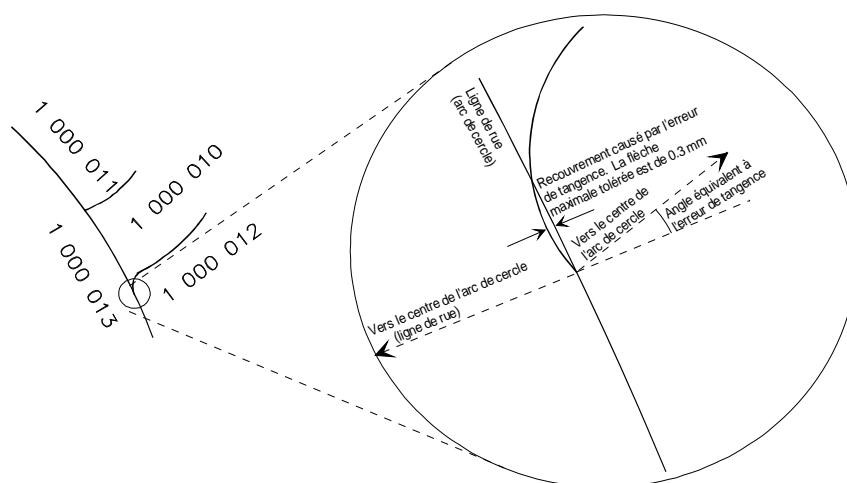 1 000 011
1 000 010
1 000 012
1 000 013
Ligne de rue
(arc de cercle)
Recouvrement causé par l'erreur
de tangence. La flèche
maximale tolérée est de 0.3 mm
Vers le centre de
l'arc de cercle
Angle équivalent à
l'erreur de tangence
Vers le centre de l'arc de cercle
(ligne de rue)